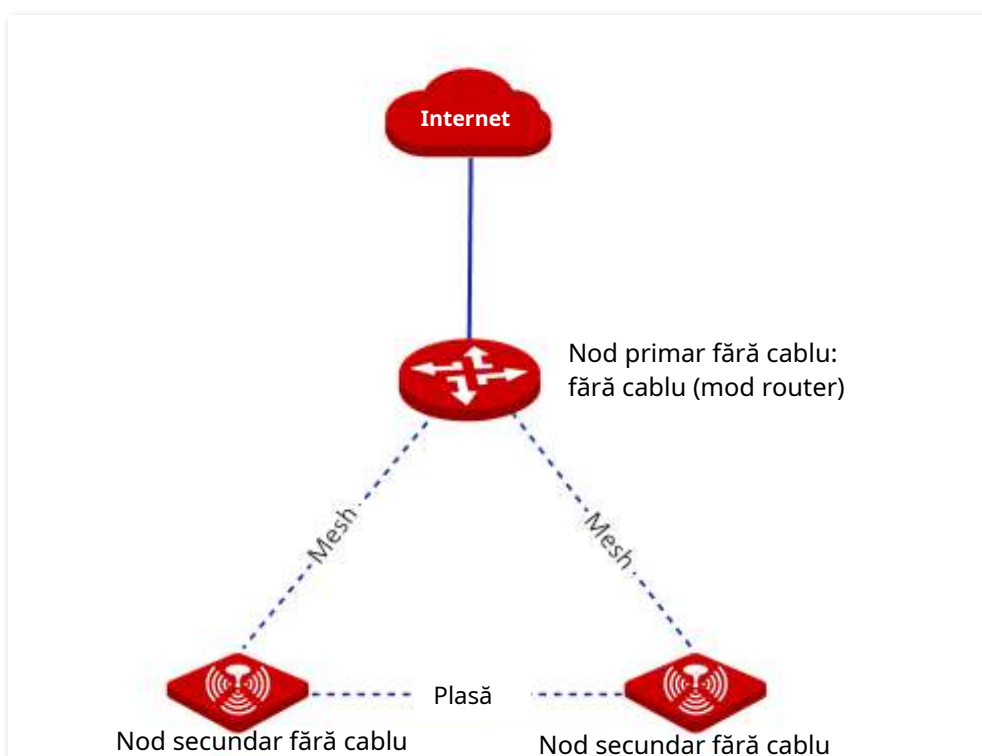 Internet
Nod primar fără cablu:
fără cablu (mod router)
Mesh
Mesh
Plasă
Nod secundar fără cablu
Nod secundar fără cablu